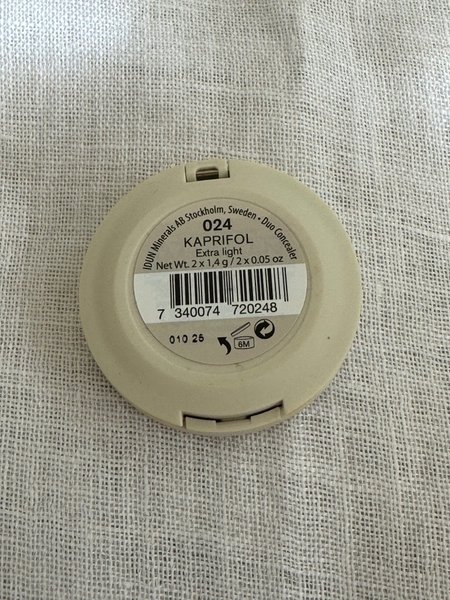 IDUN Minerals AB Stockholm, Sweden • Duo Concealer
024
KAPRIFOL
Extra light
Net Wt. 2 x 1,4 g / 2 x 0.05 oz
7 340074 720248
010 25
6M